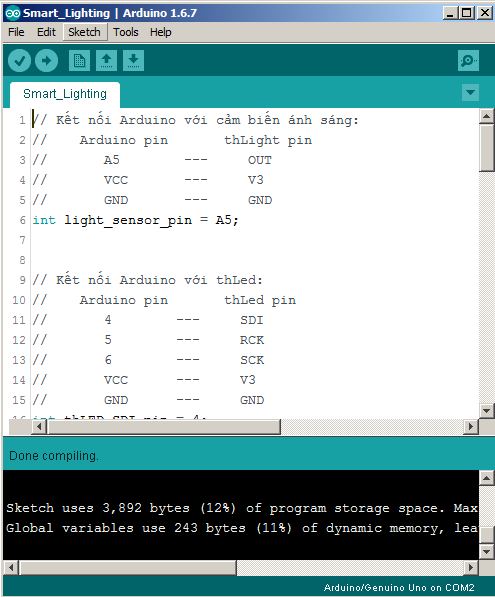 Smart_Lighting | Arduino 1.6.7
File Edit Sketch Tools Help
Smart_Lighting
1 // Kết nối Arduino với cảm biến ánh sáng:
2 // Arduino pin thLight pin
3 // A5 --- OUT
4 // VCC --- V3
5 // GND --- GND
6 int light_sensor_pin = A5;
7
8
9 // Kết nối Arduino với thLed:
10 // Arduino pin thLed pin
11 // 4 --- SDI
12 // 5 --- RCK
13 // 6 --- SCK
14 // VCC --- V3
15 // GND --- GND
16 int thLED_SDI_pin = 4;
Done compiling.
Sketch uses 3,892 bytes (12%) of program storage space. Max
Global variables use 243 bytes (11%) of dynamic memory, lea
Arduino/Genuino Uno on COM2